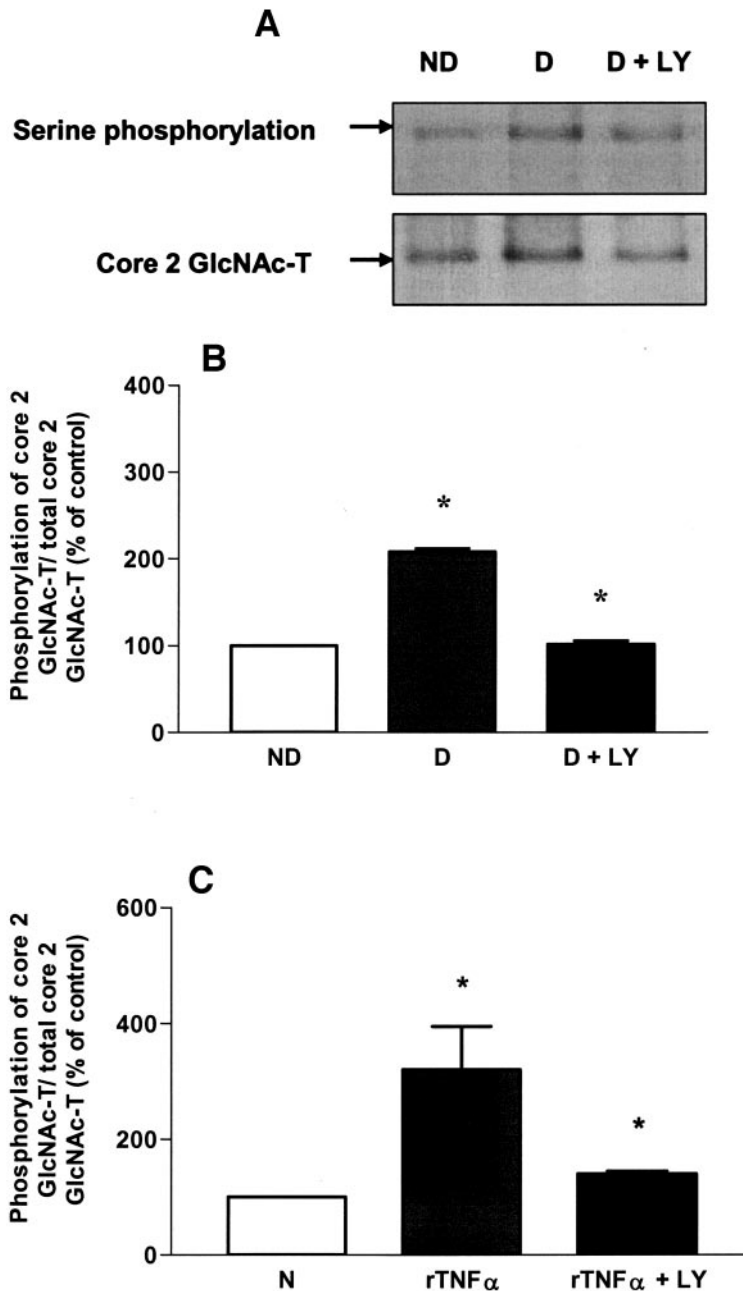 A
ND D D + LY
Serine phosphorylation
Core 2 GlcNAc-T
B
Phosphorylation of core 2
GlcNAc-T/ total core 2
GlcNAc-T (% of control)
400
300
200
100
0
*
*
ND D D + LY
C
Phosphorylation of core 2
GlcNAc-T/ total core 2
GlcNAc-T (% of control)
600
400
200
0
*
*
N rTNFα rTNFα + LY